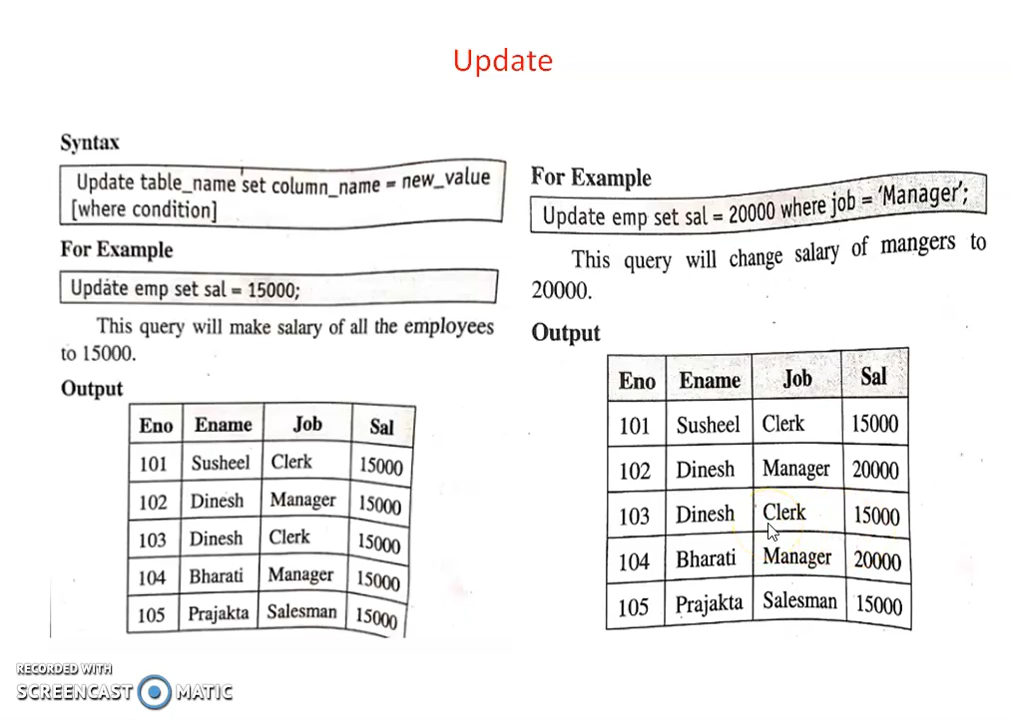 Update
Syntax
Update table_name set column_name = new_value
[where condition]
For Example
Update emp set sal = 15000;
This query will make salary of all the employees
to 15000.
Output
Eno Ename Job Sal
101 Susheel Clerk 15000
102 Dinesh Manager 15000
103 Dinesh Clerk 15000
104 Bharati Manager 15000
105 Prajakta Salesman 15000
For Example
Update emp set sal = 20000 where job = 'Manager';
This query will change salary of mangers to
20000.
Output
Eno Ename Job Sal
101 Susheel Clerk 15000
102 Dinesh Manager 20000
103 Dinesh Clerk 15000
104 Bharati Manager 20000
105 Prajakta Salesman 15000
RECORDED WITH
SCREENCAST MATIC